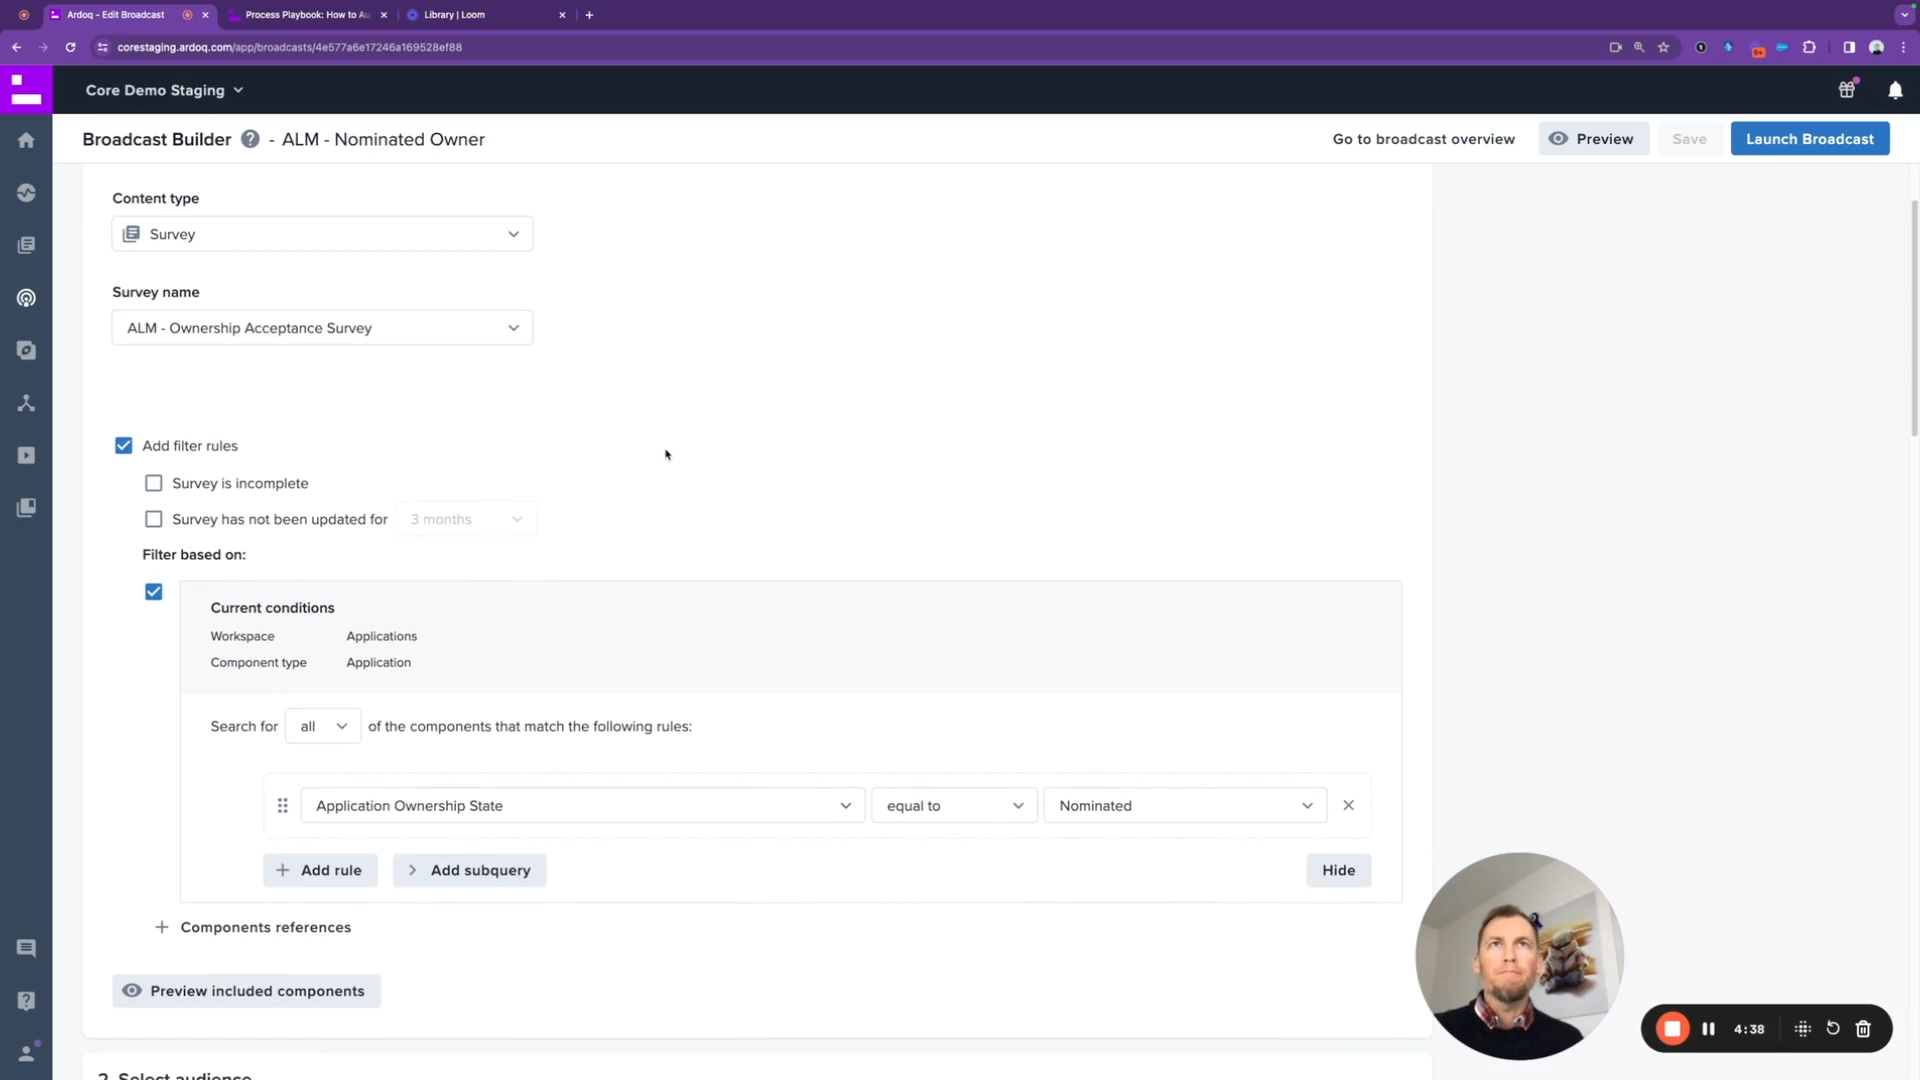 Ardoq - Edit Broadcast
Process Playbook: How to Au
Library | Loom
corestaging.ardoq.com/app/broadcasts/4e577a6e17246a169528ef88
Core Demo Staging
Broadcast Builder ? - ALM - Nominated Owner
Go to broadcast overview
Preview
Save
Launch Broadcast
Content type
Survey
Survey name
ALM - Ownership Acceptance Survey
Add filter rules
Survey is incomplete
Survey has not been updated for 3 months
Filter based on:
Current conditions
Workspace Applications
Component type Application
Search for all of the components that match the following rules:
Application Ownership State equal to Nominated
Add rule
Add subquery
Hide
Components references
Preview included components
4:38
2. Select audience